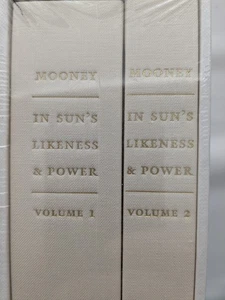 MOONEY
IN SUN'S
LIKENESS
& POWER
VOLUME 1
MOONEY
IN SUN'S
LIKENESS
& POWER
VOLUME 2